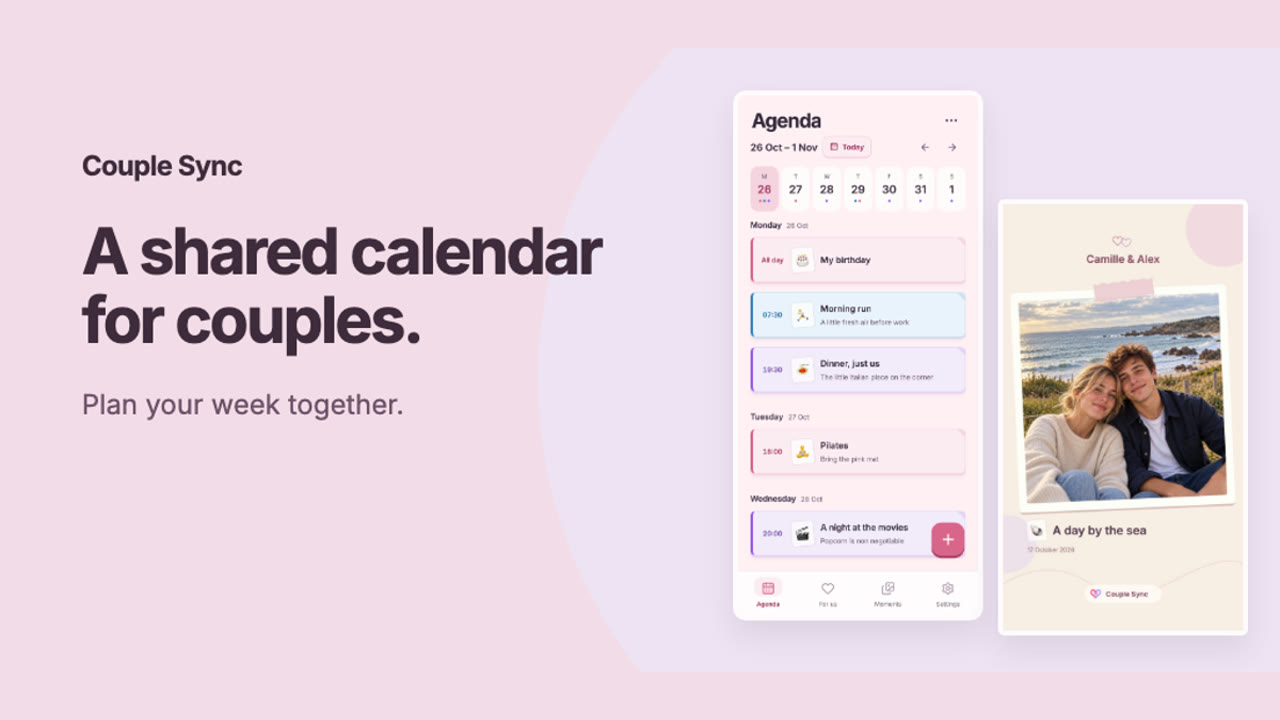 Couple Sync
A shared calendar
for couples.
Plan your week together.
Agenda
26 Oct – 1 Nov
Today
M T W T F S S
26 27 28 29 30 31 1
Monday 26 Oct
All day
My birthday
07:30
Morning run
A little fresh air before work
19:30
Dinner, just us
The little Italian place on the corner
Tuesday 27 Oct
18:00
Pilates
Bring the pink mat
Wednesday 28 Oct
20:00
A night at the movies
Popcorn is non negotiable
Agenda
For us
Moments
Settings
Camille & Alex
A day by the sea
12 October 2026
Couple Sync